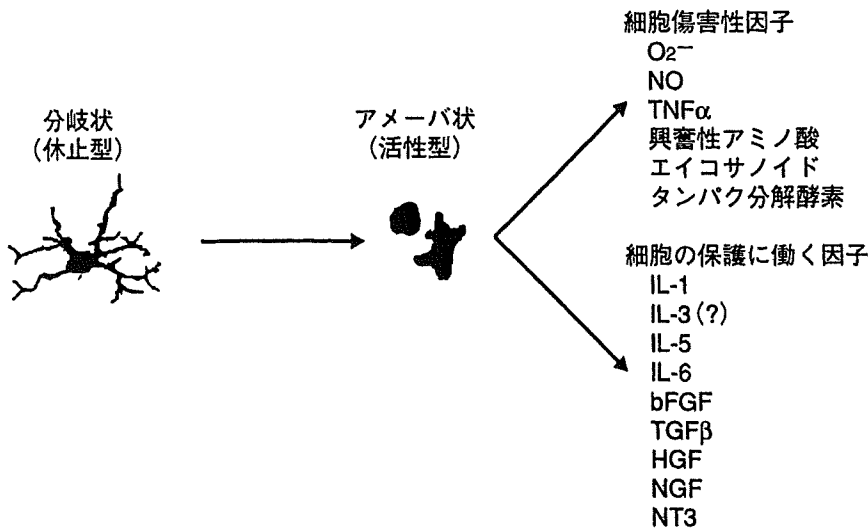 分岐状
(休止型)
アメーバ状
(活性型)
細胞傷害性因子
O₂⁻
NO
TNFα
興奮性アミノ酸
エイコサノイド
タンパク分解酵素
細胞の保護に働く因子
IL-1
IL-3(?)
IL-5
IL-6
bFGF
TGFβ
HGF
NGF
NT3